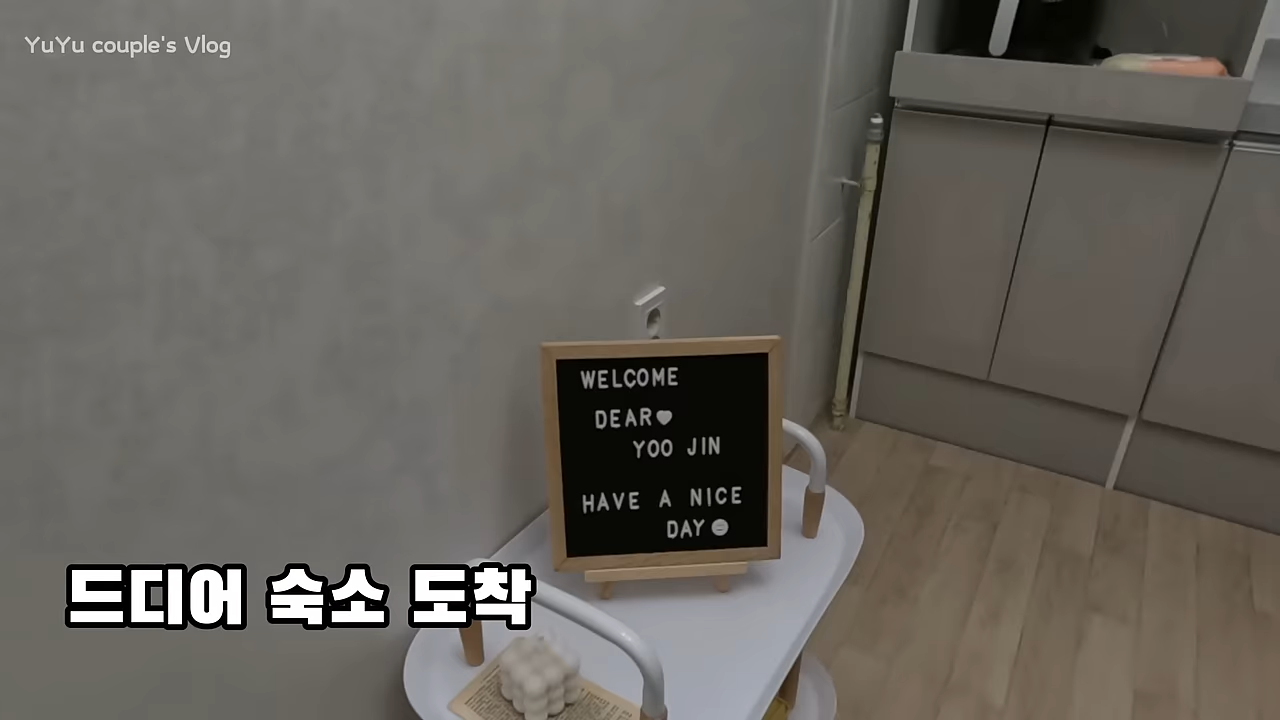 YuYu couple's Vlog
WELCOME
DEAR♥
YOO JIN
HAVE A NICE
DAY☺
드디어 숙소 도착